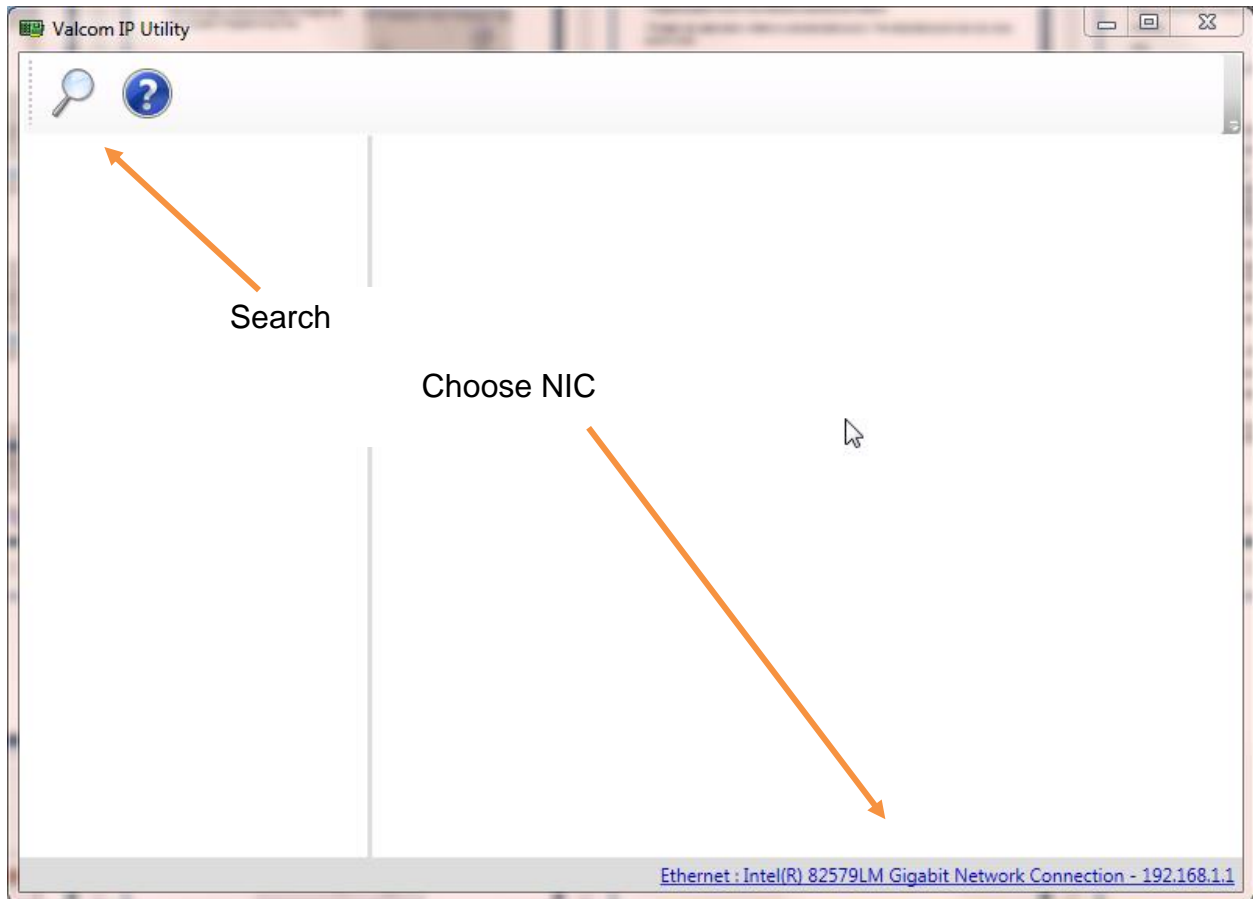 Valcom IP Utility
Search
Choose NIC
Ethernet : Intel(R) 82579LM Gigabit Network Connection - 192.168.1.1